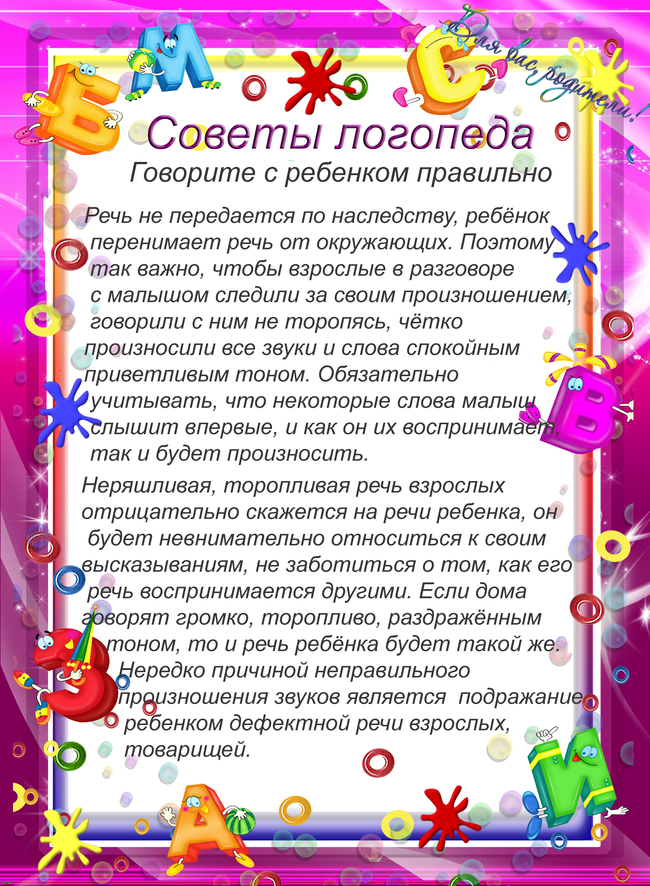 Для вас, родители!
Советы логопеда
Говорите с ребенком правильно
Речь не передается по наследству, ребёнок
перенимает речь от окружающих. Поэтому
так важно, чтобы взрослые в разговоре
с малышом следили за своим произношением,
говорили с ним не торопясь, чётко
произносили все звуки и слова спокойным
приветливым тоном. Обязательно
учитывать, что некоторые слова малыш
слышит впервые, и как он их воспринимает,
так и будет произносить.
Неряшливая, торопливая речь взрослых
отрицательно скажется на речи ребенка, он
будет невнимательно относиться к своим
высказываниям, не заботиться о том, как его
речь воспринимается другими. Если дома
говорят громко, торопливо, раздражённым
тоном, то и речь ребёнка будет такой же.
Нередко причиной неправильного
произношения звуков является подражание
ребенком дефектной речи взрослых,
товарищей.
Б
М
С
В
З
А
И